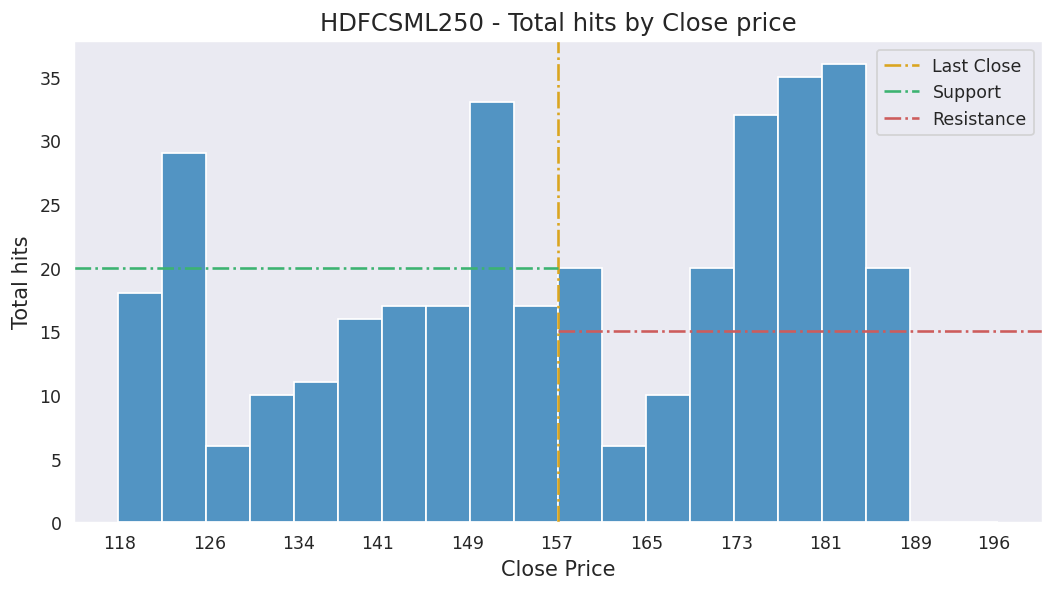 HDFCSML250 - Total hits by Close price
Last Close
Support
Resistance
Total hits
35
30
25
20
15
10
5
0
118 126 134 141 149 157 165 173 181 189 196
Close Price